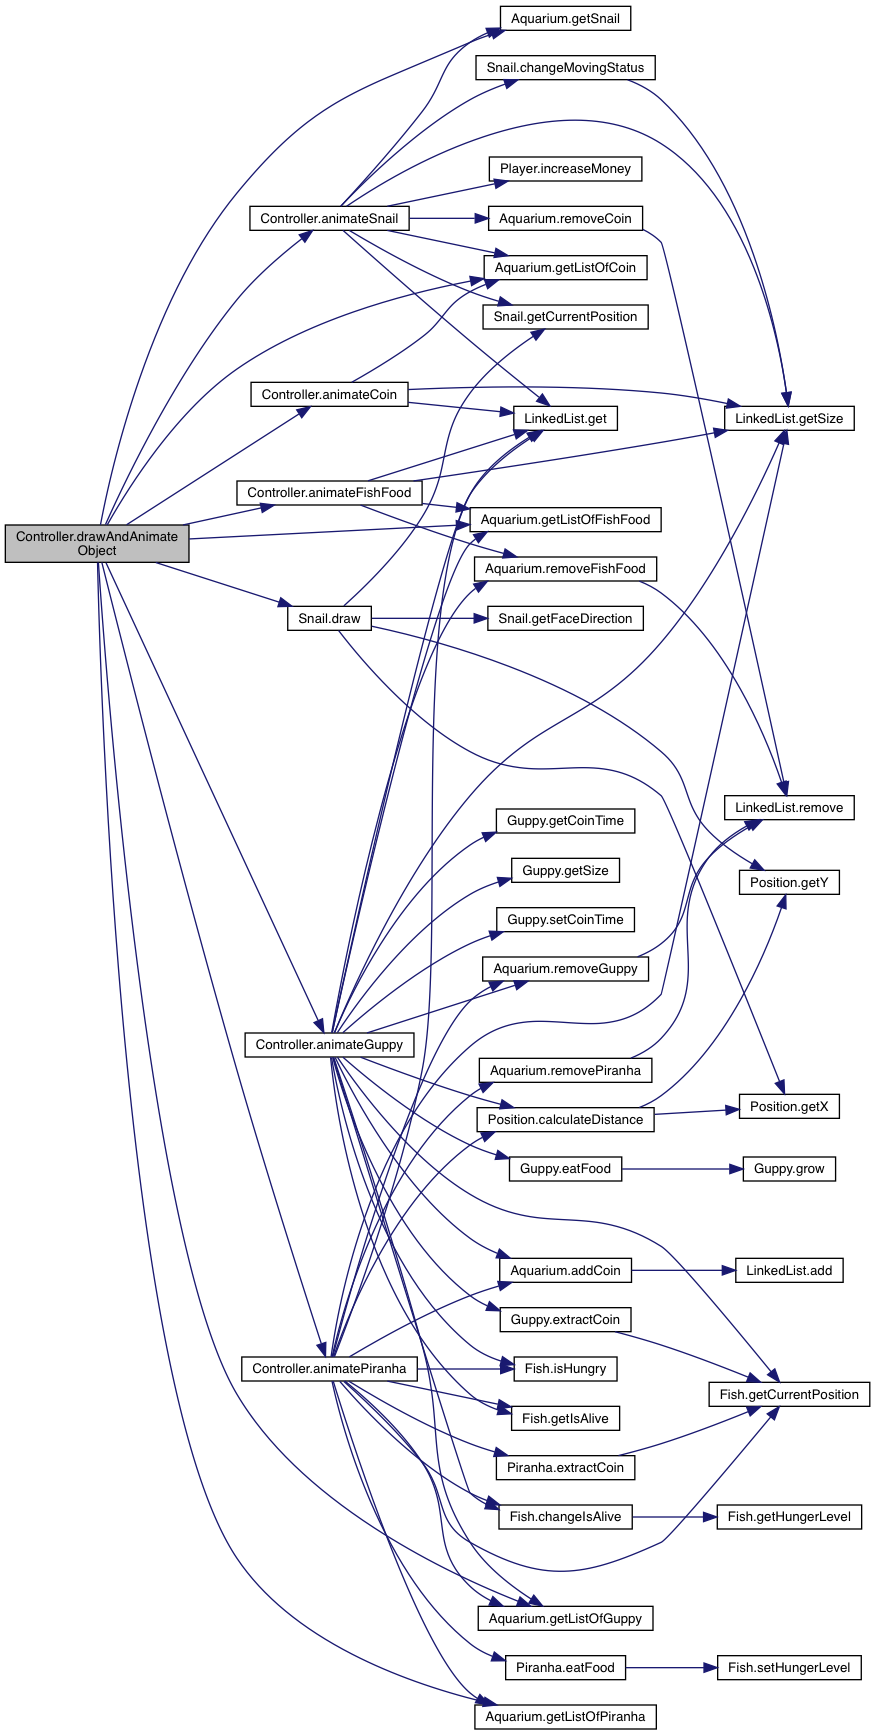 Aquarium.getSnail
Snail.changeMovingStatus
Player.increaseMoney
Controller.animateSnail
Aquarium.removeCoin
Aquarium.getListOfCoin
Snail.getCurrentPosition
Controller.animateCoin
LinkedList.get
LinkedList.getSize
Controller.animateFishFood
Aquarium.getListOfFishFood
Controller.drawAndAnimate
Object
Aquarium.removeFishFood
Snail.draw
Snail.getFaceDirection
LinkedList.remove
Guppy.getCoinTime
Guppy.getSize
Position.getY
Guppy.setCoinTime
Aquarium.removeGuppy
Controller.animateGuppy
Aquarium.removePiranha
Position.getX
Position.calculateDistance
Guppy.eatFood
Guppy.grow
Aquarium.addCoin
LinkedList.add
Guppy.extractCoin
Controller.animatePiranha
Fish.isHungry
Fish.getCurrentPosition
Fish.getIsAlive
Piranha.extractCoin
Fish.changeIsAlive
Fish.getHungerLevel
Aquarium.getListOfGuppy
Piranha.eatFood
Fish.setHungerLevel
Aquarium.getListOfPiranha